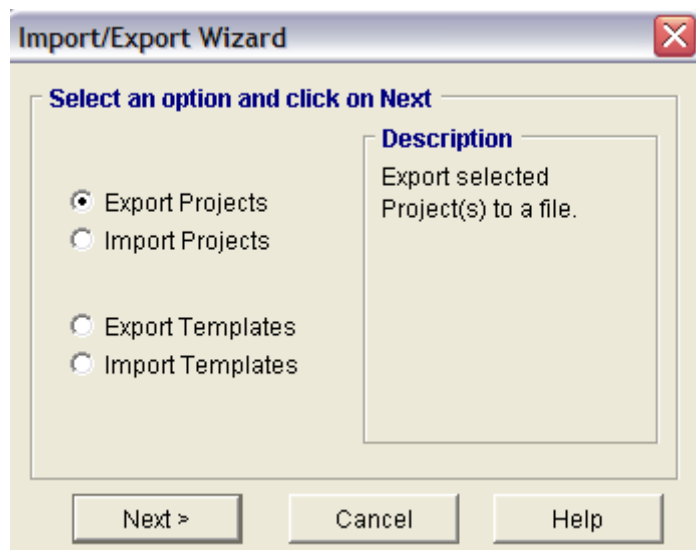 Import/Export Wizard
Select an option and click on Next
Description
Export selected
Project(s) to a file.
Export Projects
Import Projects
Export Templates
Import Templates
Next >
Cancel
Help